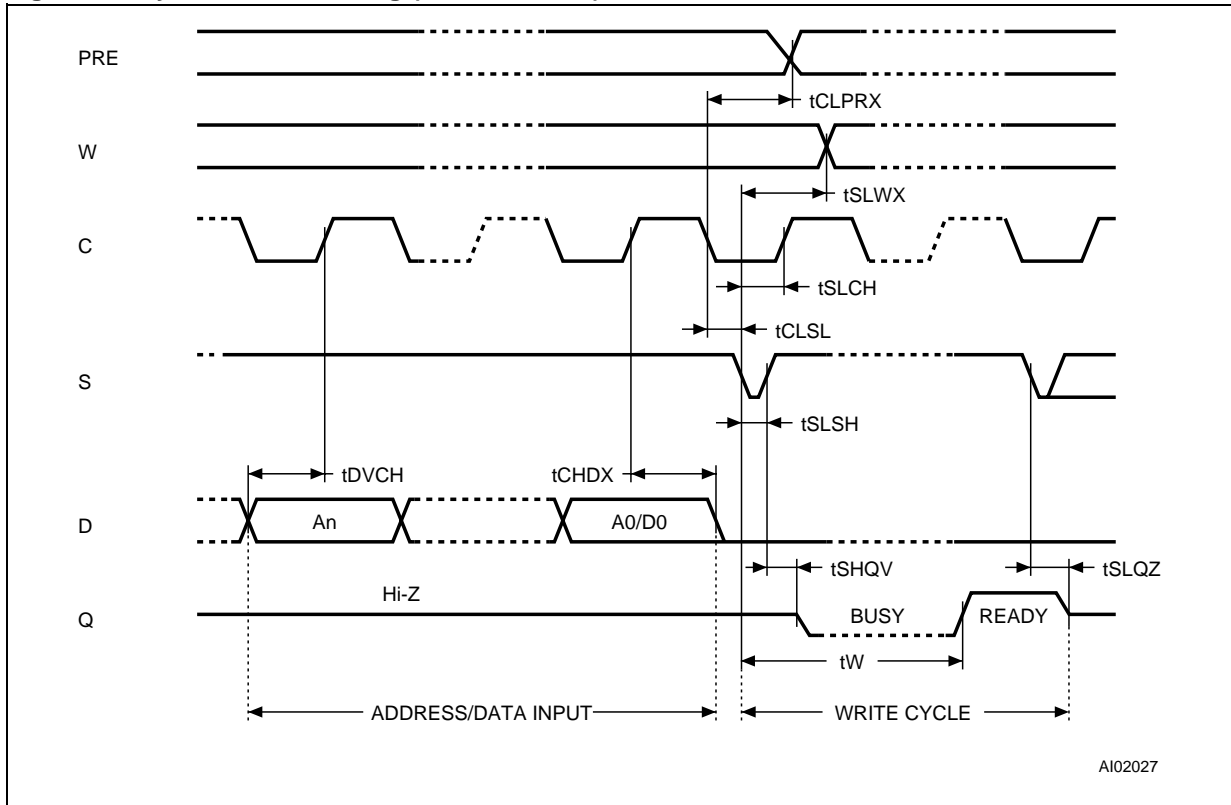 PRE
tCLPRX
W
tSLWX
C
tSLCH
tCLSL
S
tSLSH
tDVCH
tCHDX
D
An
A0/D0
tSHQV
tSLQZ
Hi-Z
Q
BUSY
READY
tW
ADDRESS/DATA INPUT
WRITE CYCLE
AI02027